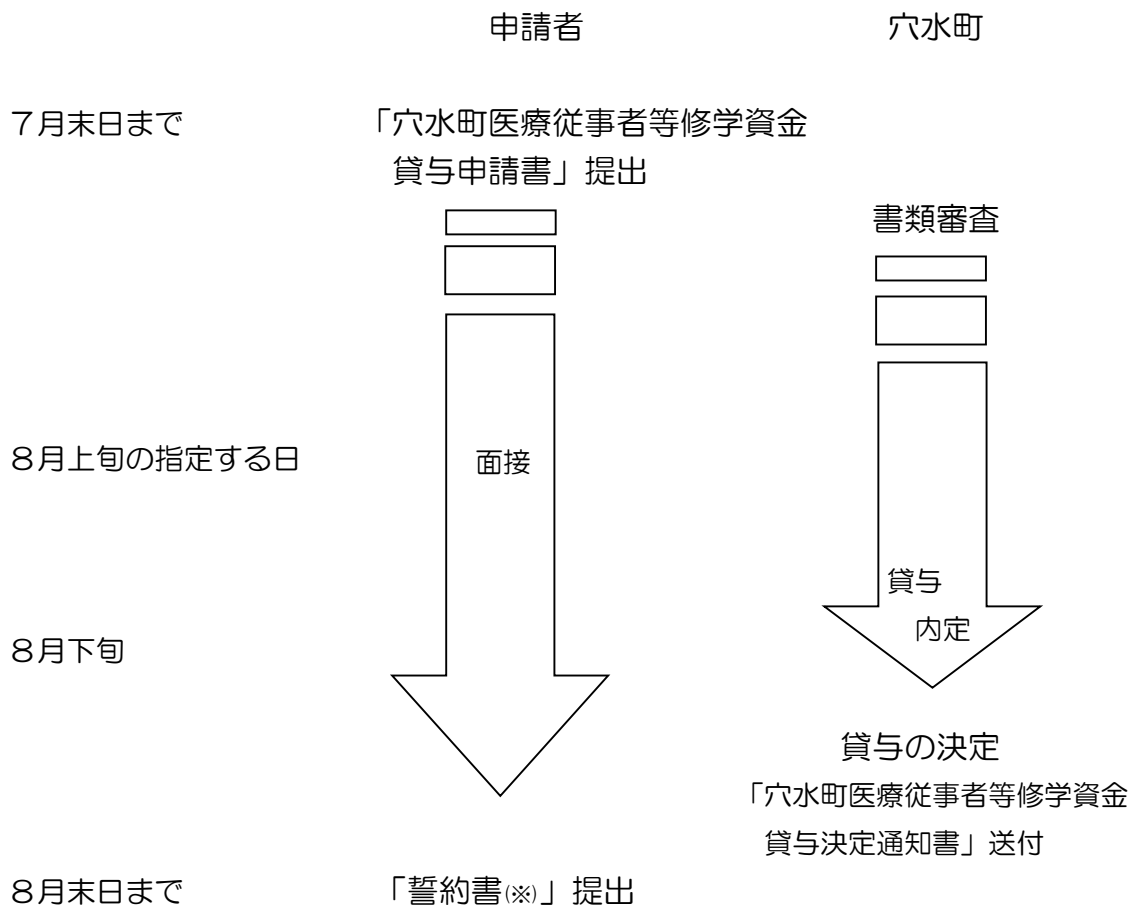 申請者
穴水町
７月末日まで
「穴水町医療従事者等修学資金
貸与申請書」提出
書類審査
８月上旬の指定する日
面接
貸与
内定
８月下旬
貸与の決定
「穴水町医療従事者等修学資金
貸与決定通知書」送付
８月末日まで
「誓約書(※)」提出